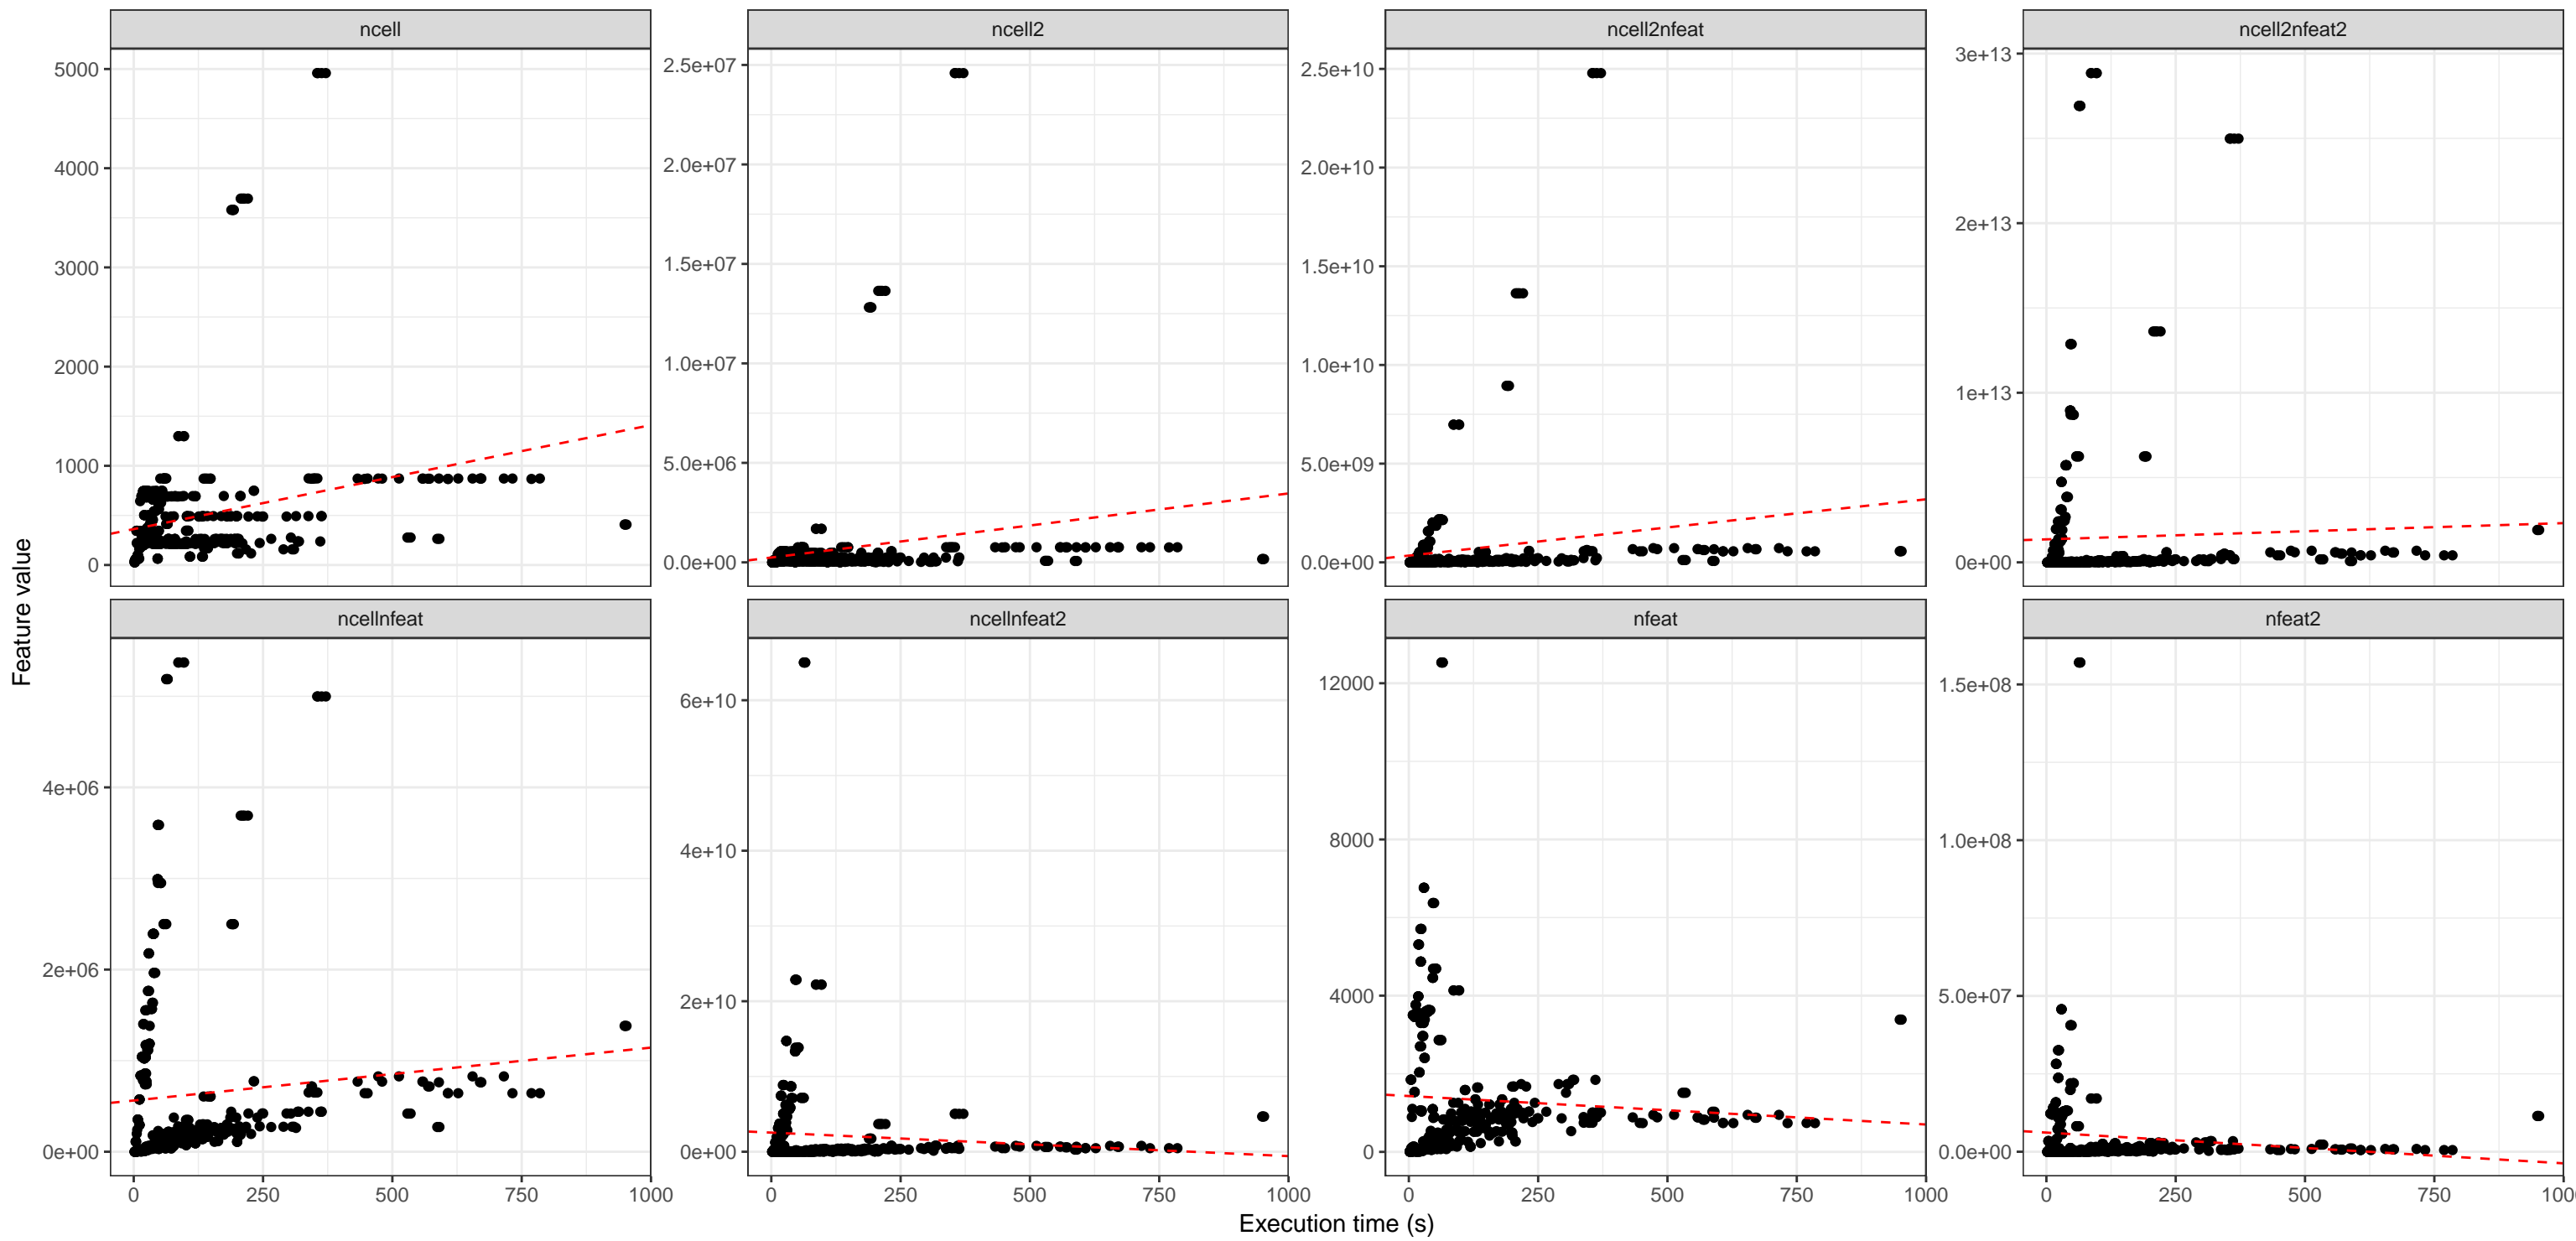 ncell
ncell2
ncell2nfeat
ncell2nfeat2
5000
4000
3000
2000
1000
0
2.5e+07
2.0e+07
1.5e+07
1.0e+07
5.0e+06
0.0e+00
2.5e+10
2.0e+10
1.5e+10
1.0e+10
5.0e+09
0.0e+00
3e+13
2e+13
1e+13
0e+00
Feature value
ncellnfeat
ncellnfeat2
nfeat
nfeat2
4e+06
2e+06
0e+00
6e+10
4e+10
2e+10
0e+00
12000
8000
4000
0
1.5e+08
1.0e+08
5.0e+07
0.0e+00
0 250 500 750 1000
0 250 500 750 1000
0 250 500 750 1000
0 250 500 750 100
Execution time (s)